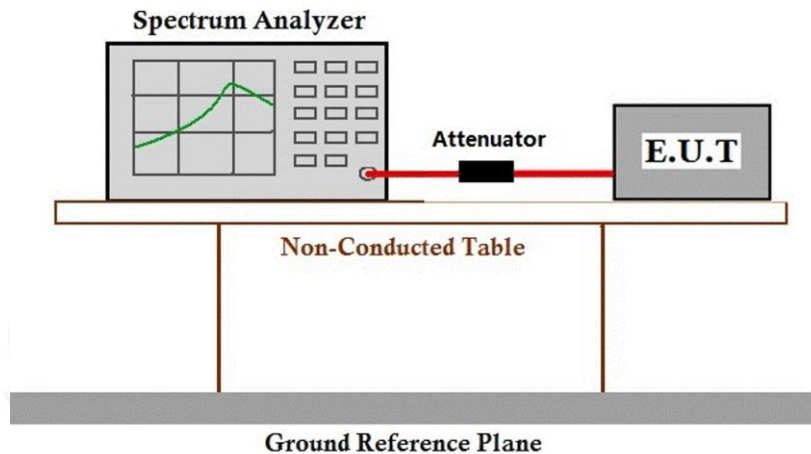 Spectrum Analyzer
Attenuator
E.U.T
Non-Conducted Table
Ground Reference Plane